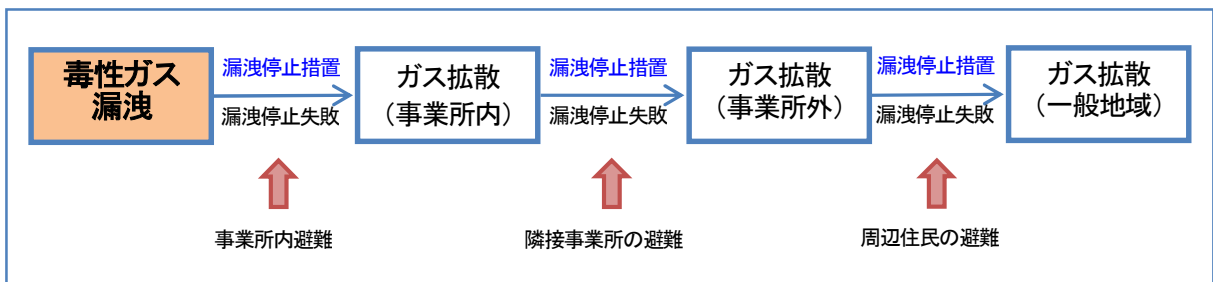 毒性ガス
漏洩
漏洩停止措置
漏洩停止失敗
ガス拡散
（事業所内）
漏洩停止措置
漏洩停止失敗
ガス拡散
（事業所外）
漏洩停止措置
漏洩停止失敗
ガス拡散
（一般地域）
事業所内避難
隣接事業所の避難
周辺住民の避難